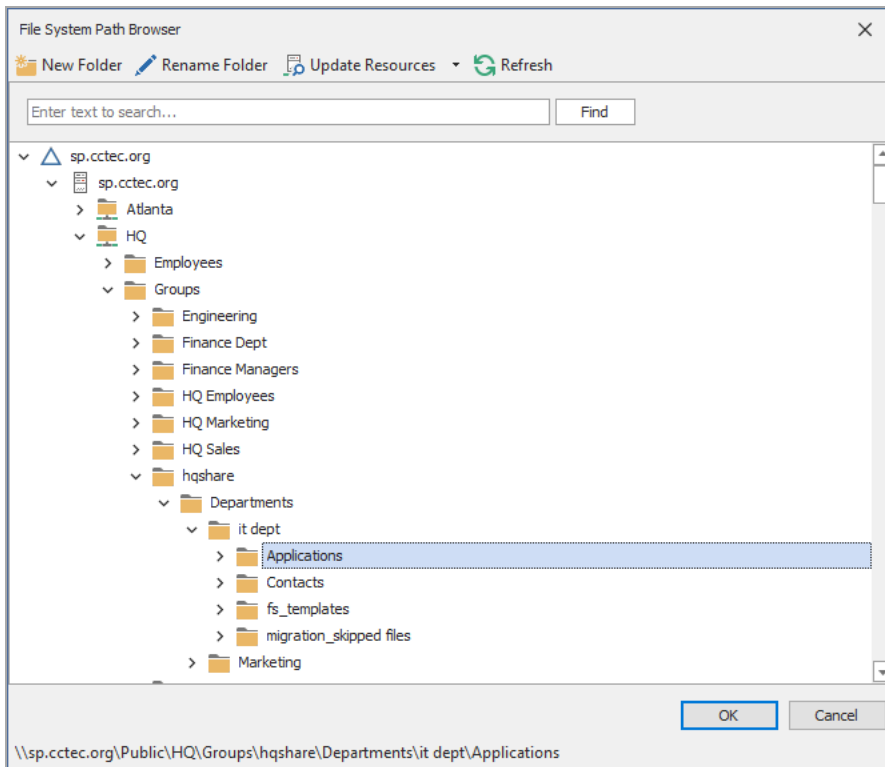 File System Path Browser
New Folder Rename Folder Update Resources Refresh
Enter text to search... Find
sp.cctec.org
sp.cctec.org
Atlanta
HQ
Employees
Groups
Engineering
Finance Dept
Finance Managers
HQ Employees
HQ Marketing
HQ Sales
hqshare
Departments
it dept
Applications
Contacts
fs_templates
migration_skipped files
Marketing
OK Cancel
\\sp.cctec.org\Public\HQ\Groups\hqshare\Departments\it dept\Applications